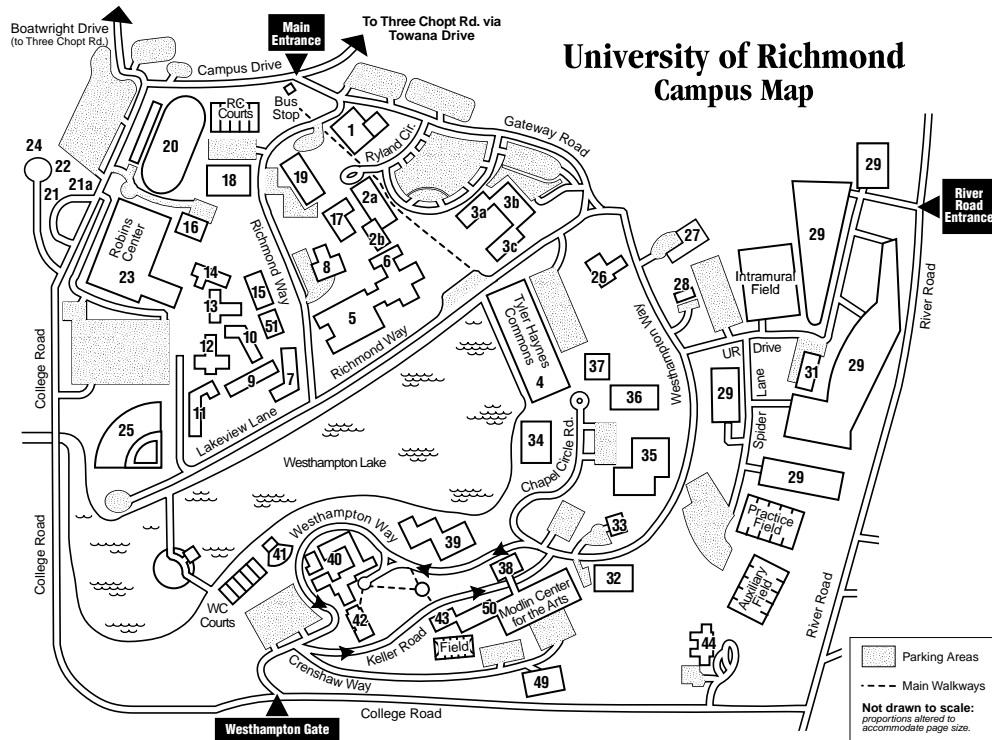 University of Richmond
Campus Map
Boatwright Drive
(to Three Chopt Rd.)
Main
Entrance
To Three Chopt Rd. via
Towana Drive
Campus Drive
RC
Courts
Bus
Stop
Gateway Road
Ryland Cir.
1
24
22
21a
21
20
18
19
2a
2b
3a
3b
3c
17
16
Robins
Center
23
Richmond Way
8
6
14
13
15
51
5
10
12
9
7
11
Richmond Way
Lakeview Lane
College Road
25
Westhampton Lake
Tyler Haynes
Commons
4
26
27
28
Westhampton Way
Intramural
Field
29
29
River
Road
Entrance
River Road
UR
Drive
29
31
29
Spider
Lane
29
Practice
Field
Auxiliary
Field
River Road
37
36
34
35
Chapel Circle Rd.
33
32
College Road
Westhampton Way
39
41
40
38
WC
Courts
42
43
50
Modlin Center
for the Arts
Keller Road
Field
Crenshaw Way
49
44
College Road
Westhampton Gate
Parking Areas
Main Walkways
Not drawn to scale:
proportions altered to
accommodate page size.